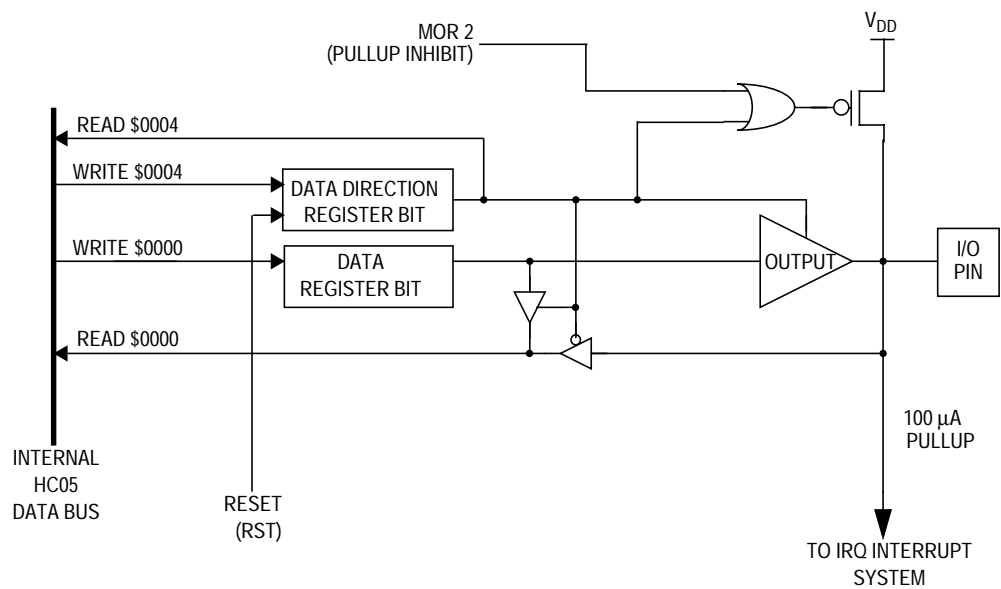 MOR 2
(PULLUP INHIBIT)
VDD
READ $0004
WRITE $0004
DATA DIRECTION
REGISTER BIT
WRITE $0000
DATA
REGISTER BIT
OUTPUT
I/O
PIN
READ $0000
100 µA
PULLUP
INTERNAL
HC05
DATA BUS
RESET
(RST)
TO IRQ INTERRUPT
SYSTEM